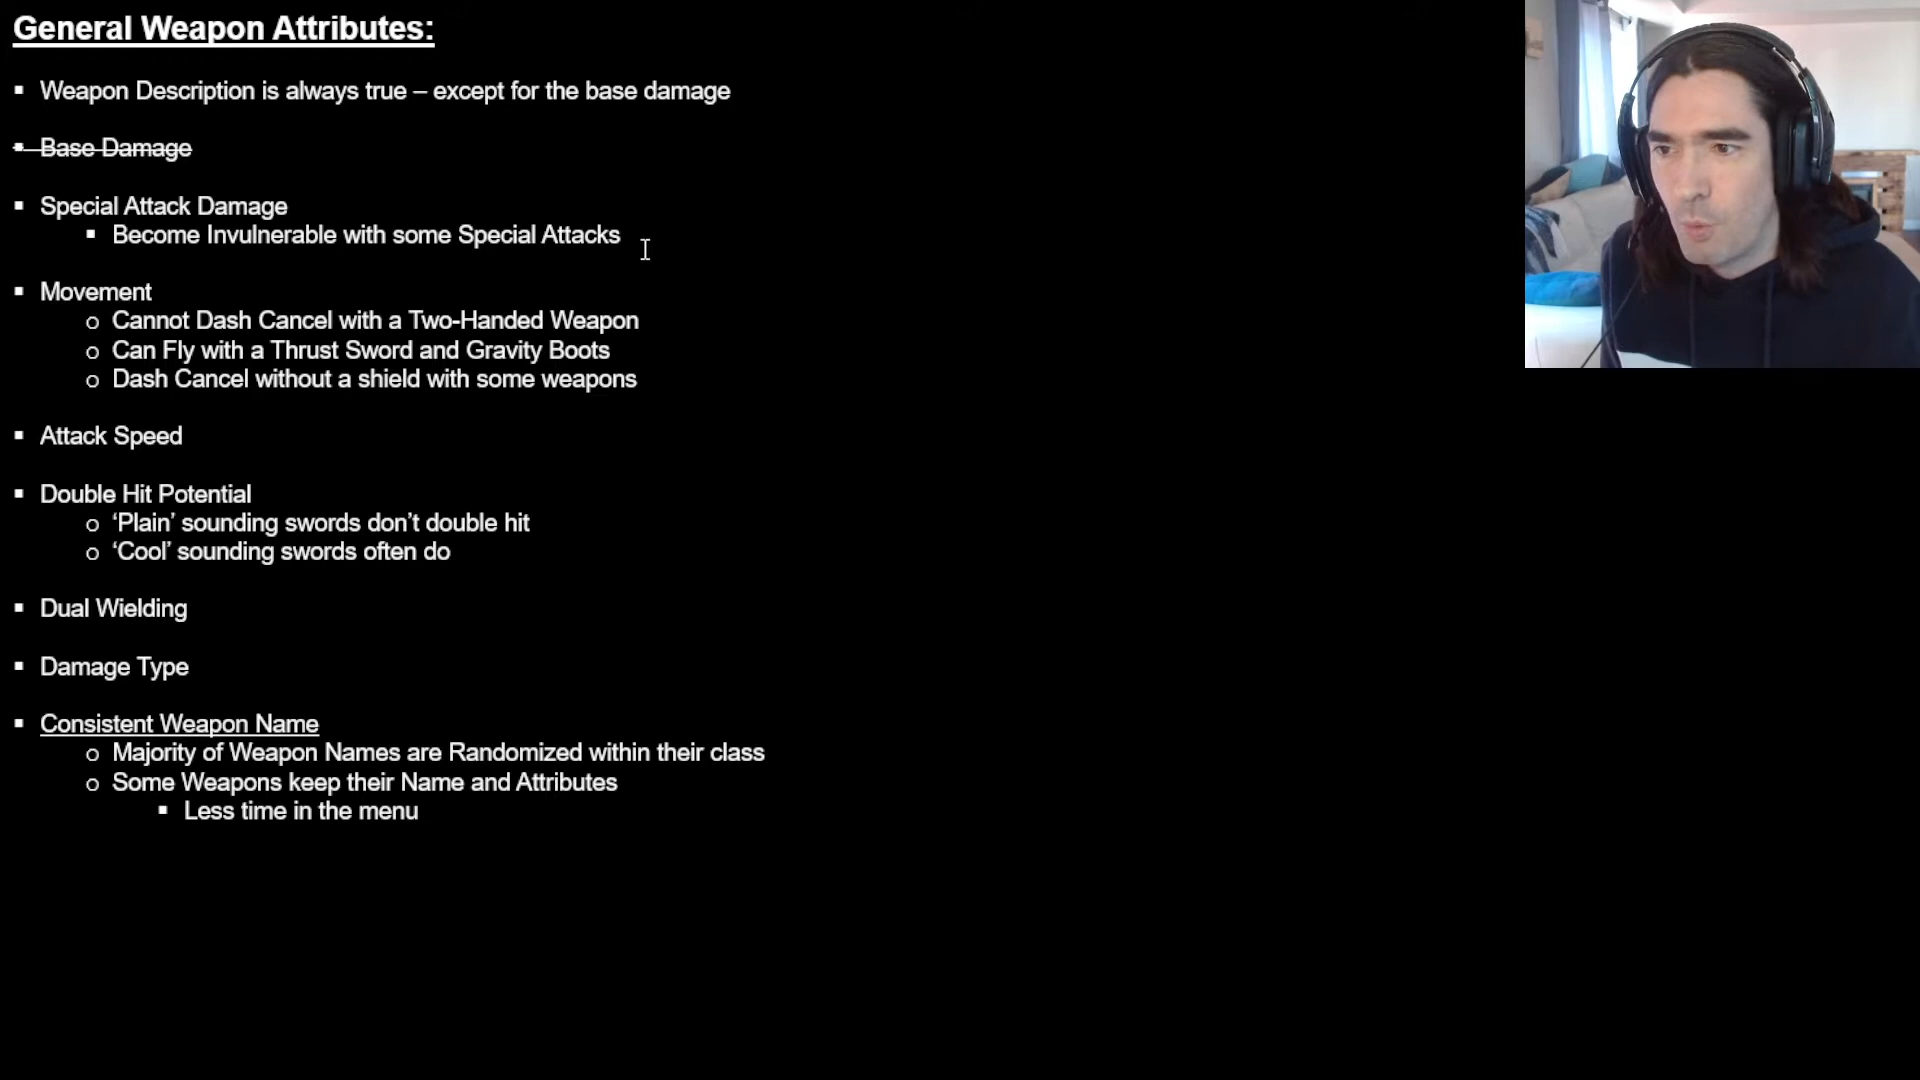 General Weapon Attributes:
▪ Weapon Description is always true – except for the base damage
▪ Base Damage
▪ Special Attack Damage
▪ Become Invulnerable with some Special Attacks
▪ Movement
o Cannot Dash Cancel with a Two-Handed Weapon
o Can Fly with a Thrust Sword and Gravity Boots
o Dash Cancel without a shield with some weapons
▪ Attack Speed
▪ Double Hit Potential
o ‘Plain’ sounding swords don’t double hit
o ‘Cool’ sounding swords often do
▪ Dual Wielding
▪ Damage Type
▪ Consistent Weapon Name
o Majority of Weapon Names are Randomized within their class
o Some Weapons keep their Name and Attributes
▪ Less time in the menu